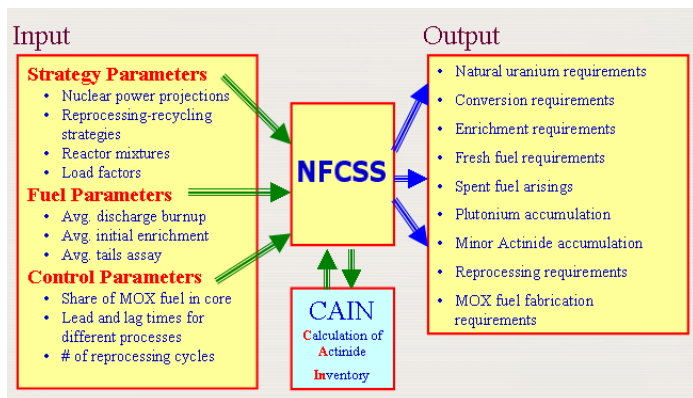 Input
Strategy Parameters
• Nuclear power projections
• Reprocessing-recycling
strategies
• Reactor mixtures
• Load factors
Fuel Parameters
• Avg. discharge burnup
• Avg. initial enrichment
• Avg. tails assay
Control Parameters
• Share of MOX fuel in core
• Lead and lag times for
different processes
• # of reprocessing cycles
NFCSS
CAIN
Calculation of
Actinide
Inventory
Output
• Natural uranium requirements
• Conversion requirements
• Enrichment requirements
• Fresh fuel requirements
• Spent fuel arisings
• Plutonium accumulation
• Minor Actinide accumulation
• Reprocessing requirements
• MOX fuel fabrication
requirements